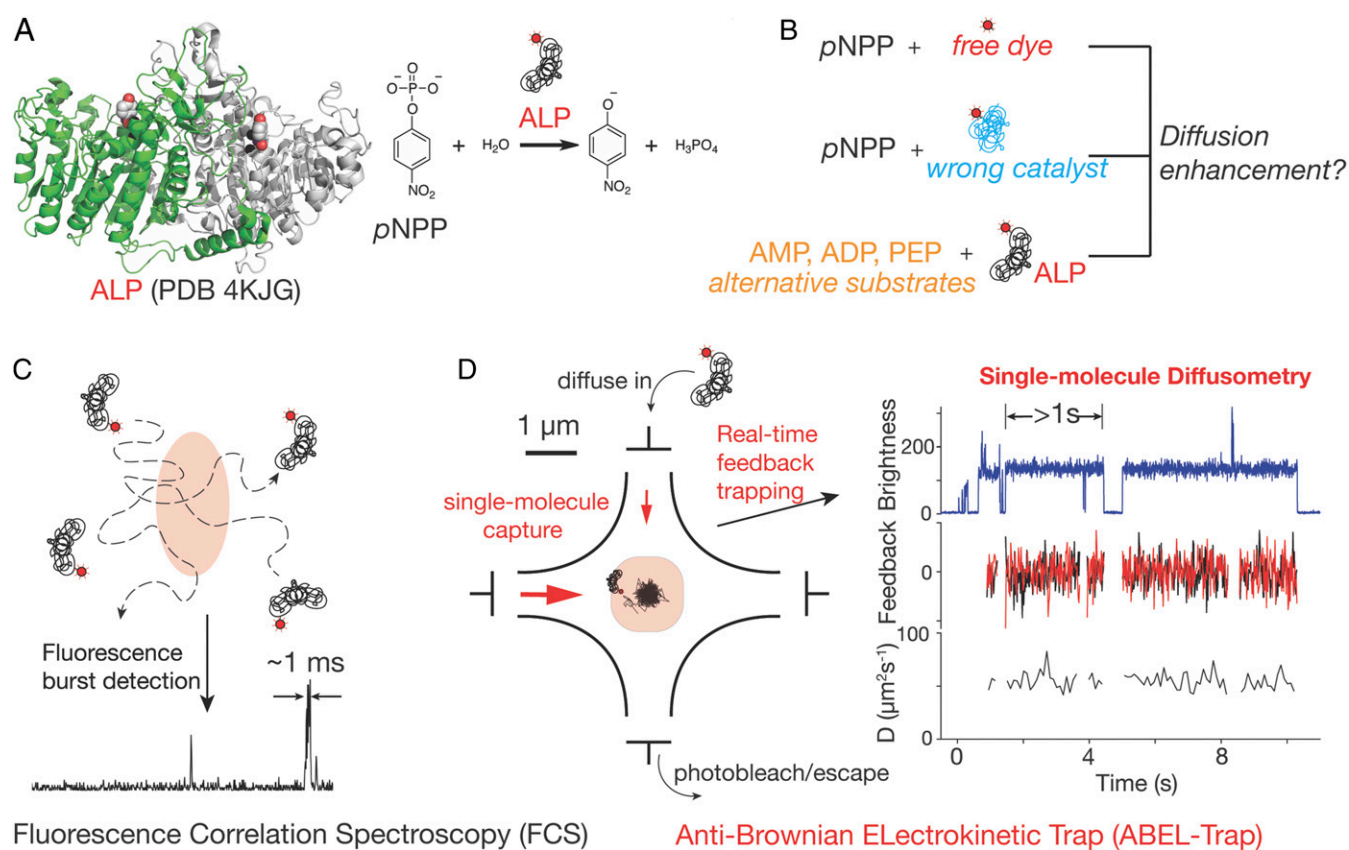 A
O
⁻O-P-O⁻
O
NO₂
pNPP
+
H₂O
ALP
O⁻
NO₂
+
H₃PO₄
ALP (PDB 4KJG)
B
pNPP + free dye
pNPP +
wrong catalyst
AMP, ADP, PEP +
alternative substrates
ALP
Diffusion
enhancement?
C
Fluorescence
burst detection
~1 ms
Fluorescence Correlation Spectroscopy (FCS)
D
diffuse in
1 µm
single-molecule
capture
Real-time
feedback
trapping
photobleach/escape
Single-molecule Diffusometry
>1s
Brightness
200
0
Feedback
0
D (µm²s⁻¹)
100
0
0
4
8
Time (s)
Anti-Brownian ELectrokinetic Trap (ABEL-Trap)